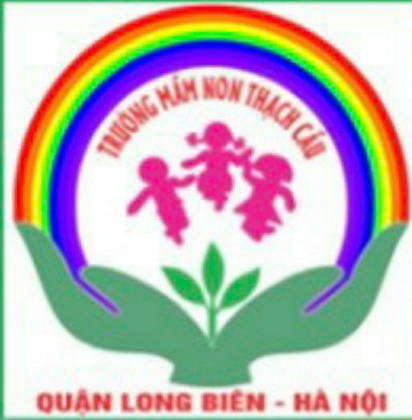 TRƯỜNG MẦM NON THẠCH CẦU
QUẬN LONG BIÊN - HÀ NỘI